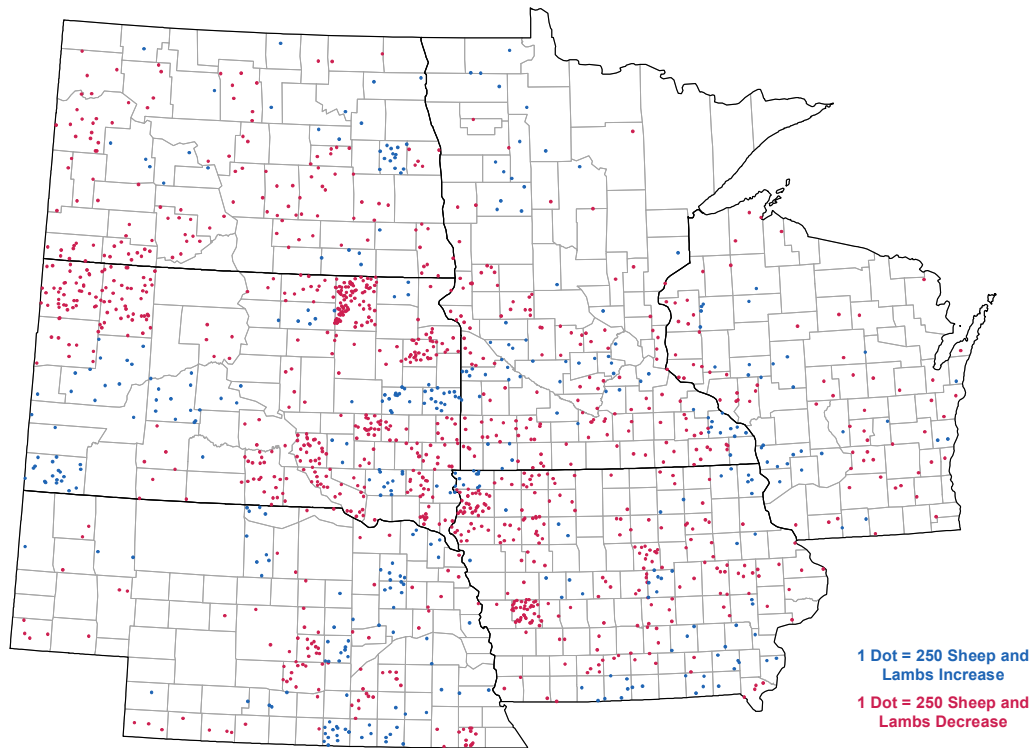 1 Dot = 250 Sheep and
Lambs Increase
1 Dot = 250 Sheep and
Lambs Decrease